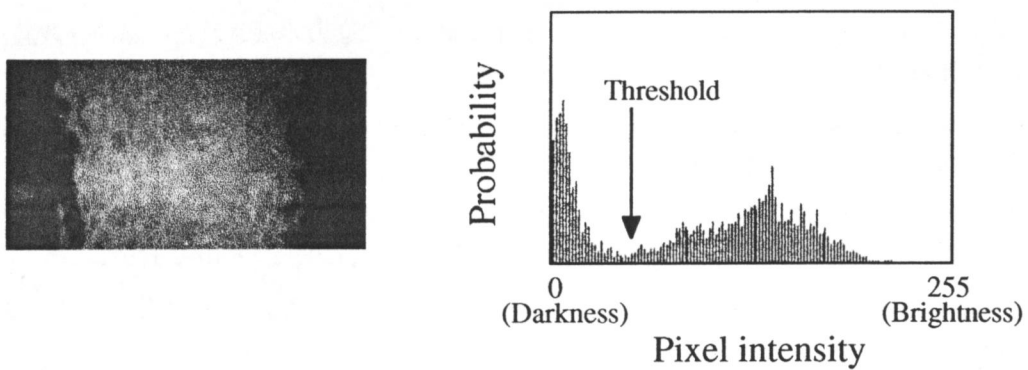 Probability
Threshold
0
255
(Darkness)
(Brightness)
Pixel intensity